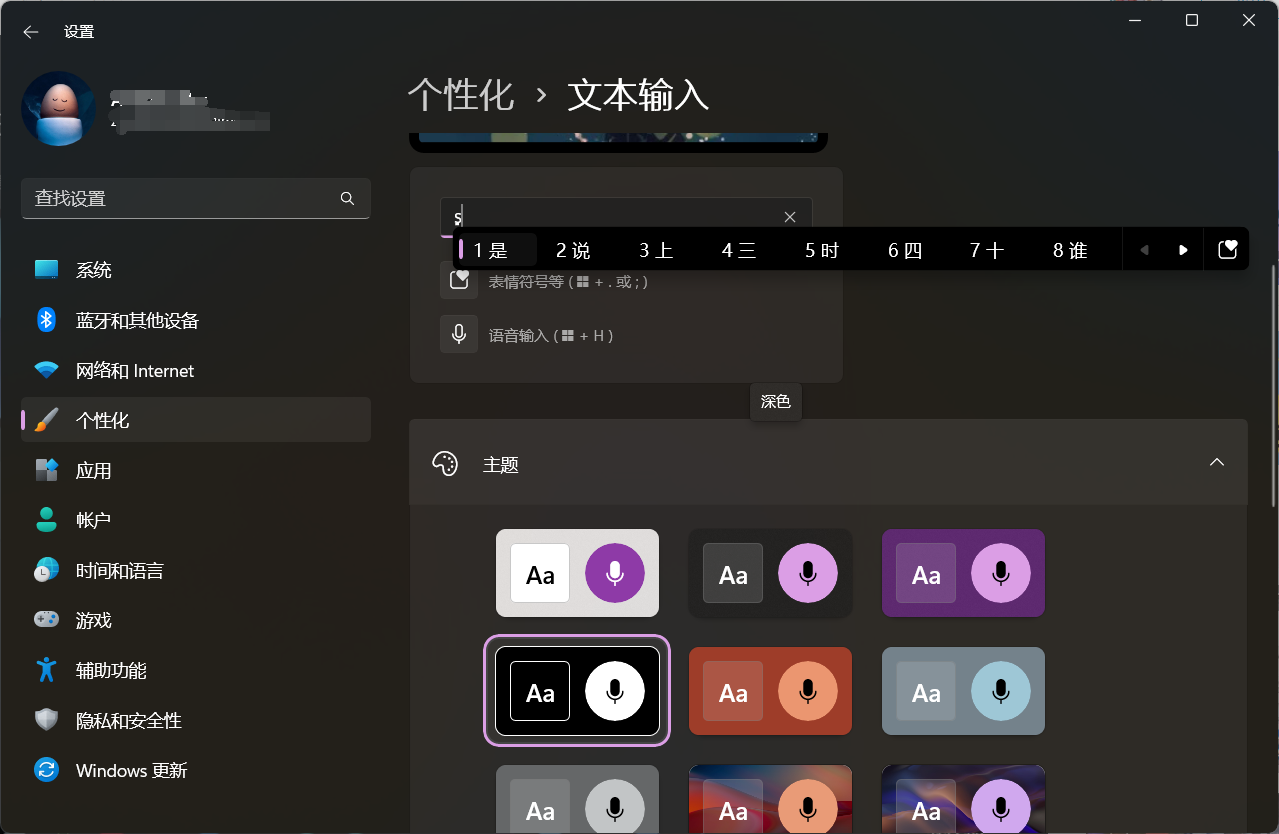 设置
查找设置
系统
蓝牙和其他设备
网络和 Internet
个性化
应用
帐户
时间和语言
游戏
辅助功能
隐私和安全性
Windows 更新
个性化 › 文本输入
s
1 是 2 说 3 上 4 三 5 时 6 四 7 十 8 谁
表情符号等 ( + . 或 ; )
语音输入 ( + H )
深色
主题
Aa Aa Aa
Aa Aa Aa
Aa Aa Aa